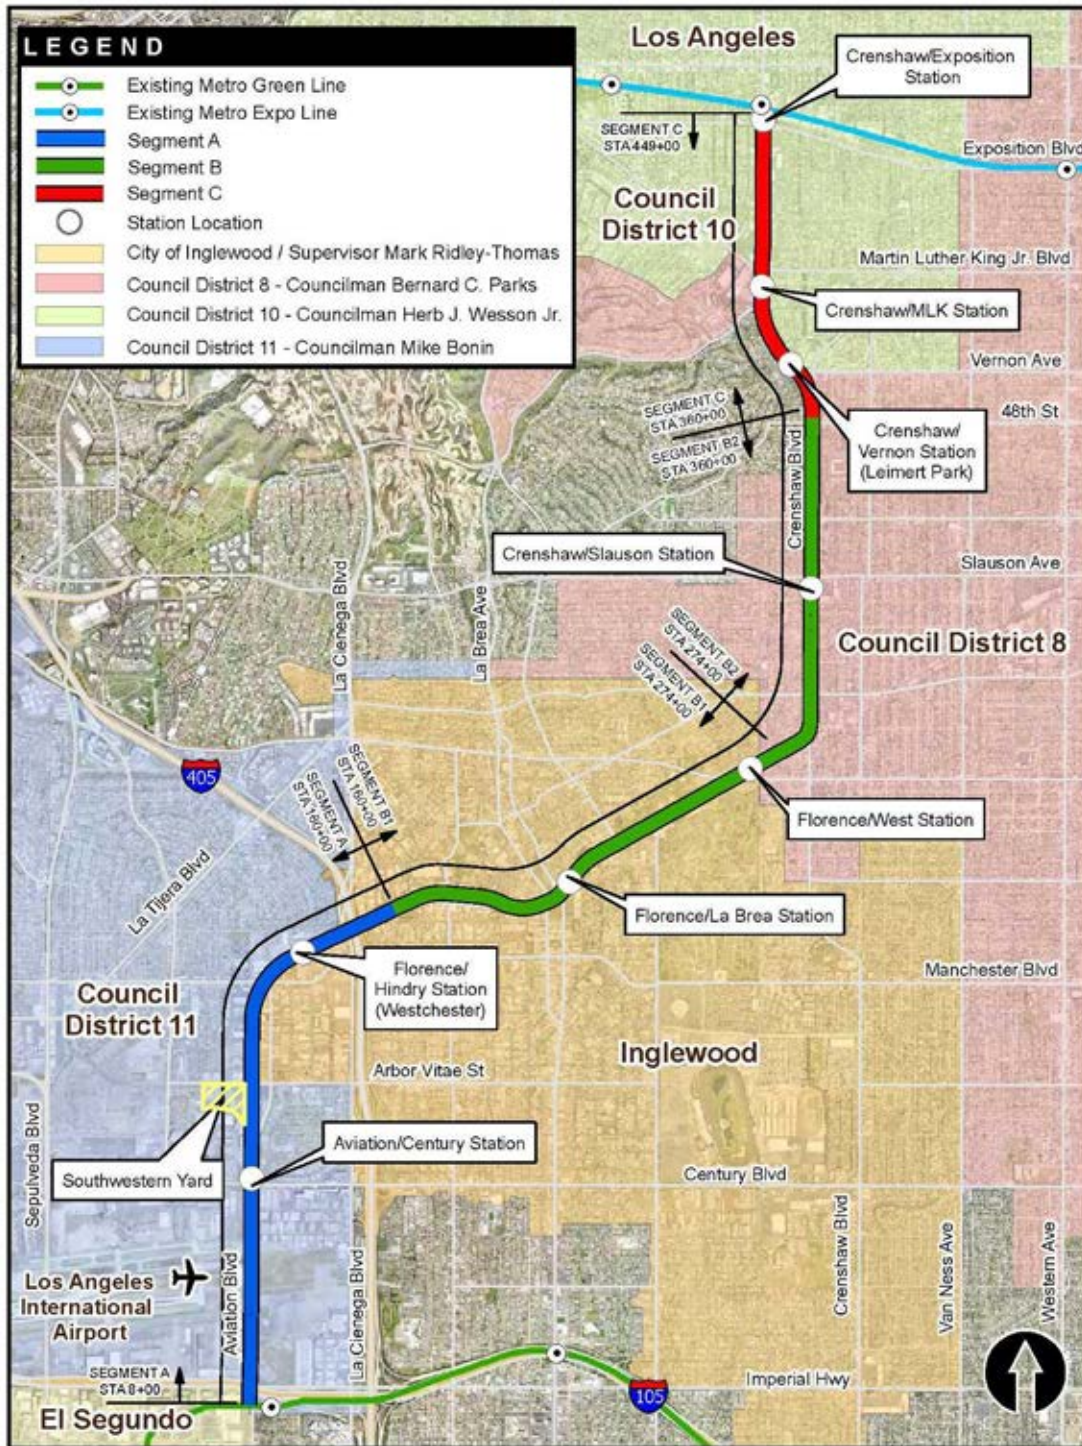 LEGEND
Existing Metro Green Line
Existing Metro Expo Line
Segment A
Segment B
Segment C
Station Location
City of Inglewood / Supervisor Mark Ridley-Thomas
Council District 8 - Councilman Bernard C. Parks
Council District 10 - Councilman Herb J. Wesson Jr.
Council District 11 - Councilman Mike Bonin
Los Angeles
Crenshaw/Exposition
Station
SEGMENT C
STA 449+00
Exposition Blvd
Council
District 10
Martin Luther King Jr. Blvd
Crenshaw/MLK Station
Vernon Ave
SEGMENT C
STA 360+00
SEGMENT B2
STA 360+00
48th St
Crenshaw/
Vernon Station
(Leimert Park)
Crenshaw Blvd
Crenshaw/Slauson Station
Slauson Ave
La Cienega Blvd
La Brea Ave
Council District 8
SEGMENT B2
STA 274+00
SEGMENT B1
STA 274+00
405
SEGMENT B1
STA 160+00
SEGMENT A
STA 160+00
Florence/West Station
La Tijera Blvd
Florence/La Brea Station
Florence/
Hindry Station
(Westchester)
Manchester Blvd
Council
District 11
Inglewood
Arbor Vitae St
Aviation/Century Station
Southwestern Yard
Century Blvd
Sepulveda Blvd
Los Angeles
International
Airport
Aviation Blvd
La Cienega Blvd
Crenshaw Blvd
Van Ness Ave
Western Ave
SEGMENT A
STA 8+00
El Segundo
105
Imperial Hwy